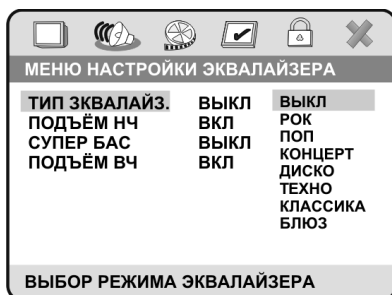 МЕНЮ НАСТРОЙКИ ЭКВАЛАЙЗЕРА
ТИП ЗКВАЛАЙЗ. ВЫКЛ ВЫКЛ
ПОДЪЁМ НЧ ВКЛ РОК
СУПЕР БАС ВЫКЛ ПОП
ПОДЪЁМ ВЧ ВКЛ КОНЦЕРТ
ДИСКО
ТЕХНО
КЛАССИКА
БЛЮЗ
ВЫБОР РЕЖИМА ЭКВАЛАЙЗЕРА